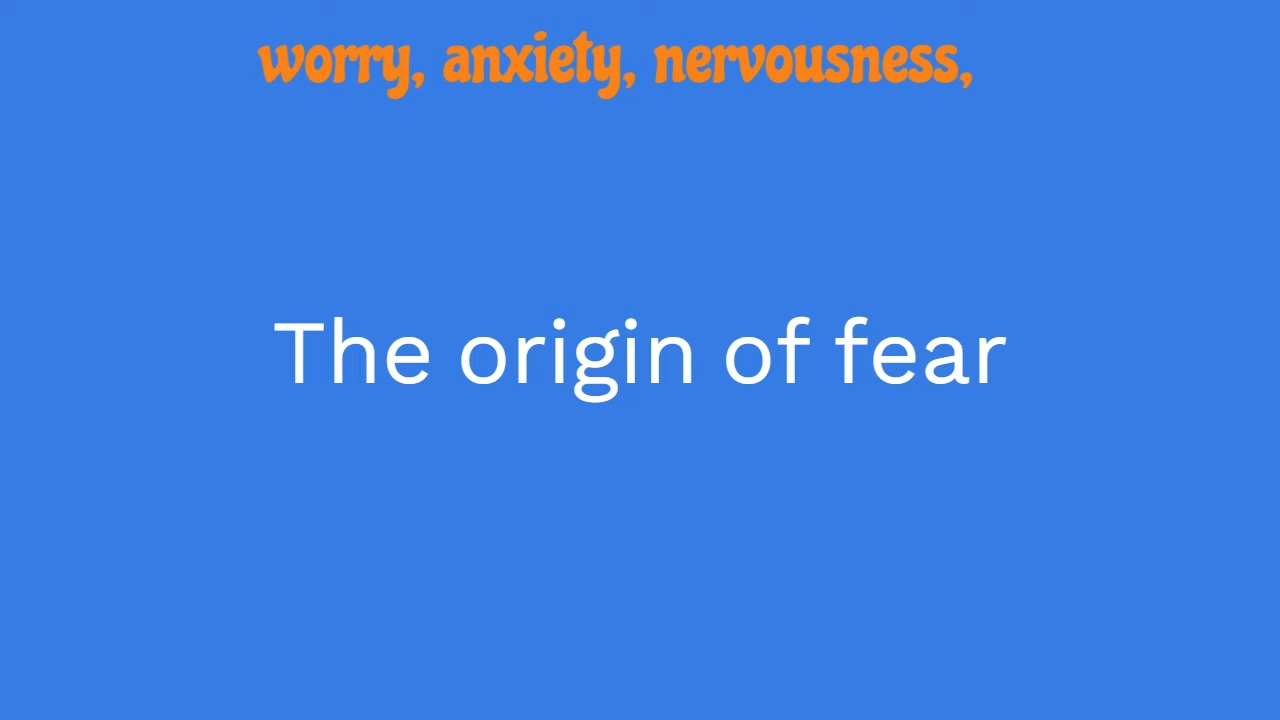 worry, anxiety, nervousness,
The origin of fear